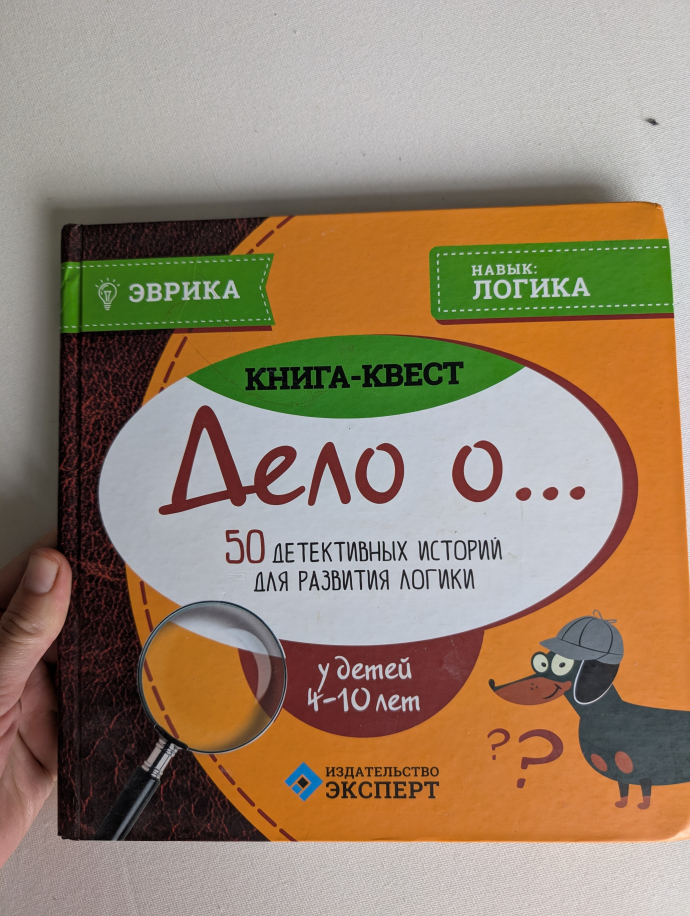 ЭВРИКА
НАВЫК:
ЛОГИКА
КНИГА-КВЕСТ
Дело о...
50 ДЕТЕКТИВНЫХ ИСТОРИЙ
ДЛЯ РАЗВИТИЯ ЛОГИКИ
у детей
4-10 лет
??
ИЗДАТЕЛЬСТВО
ЭКСПЕРТ